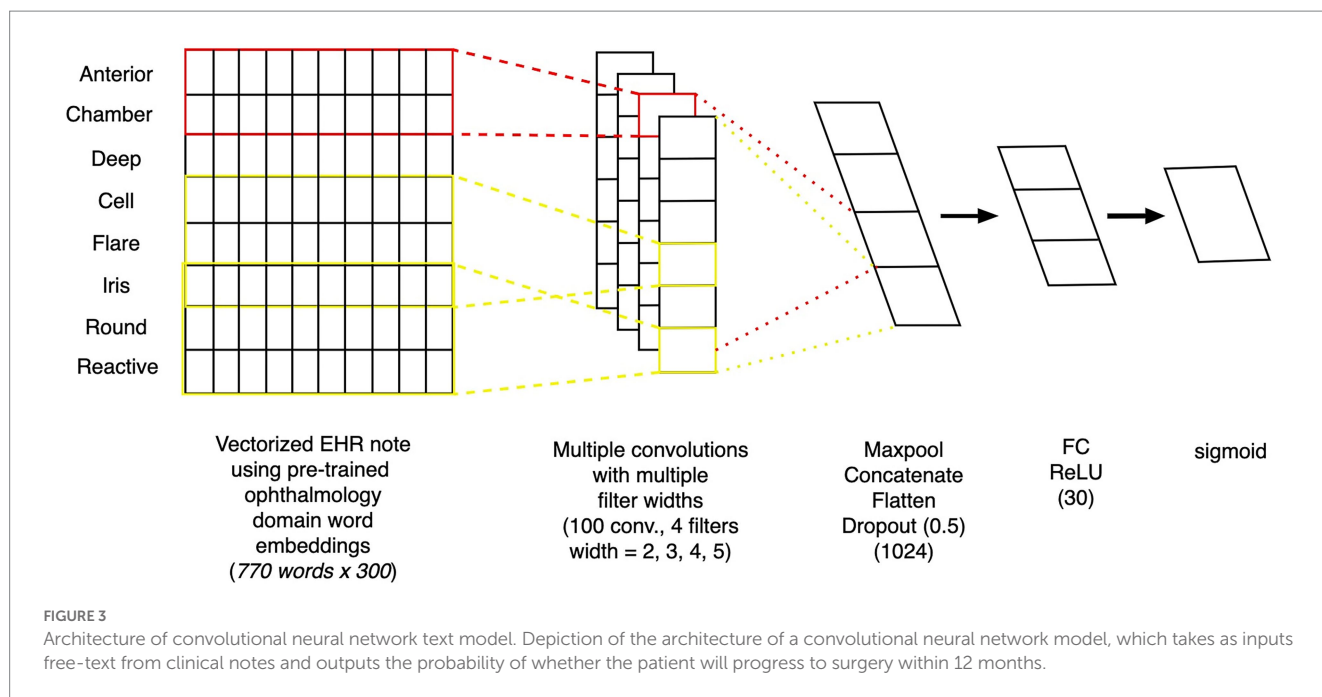 Anterior
Chamber
Deep
Cell
Flare
Iris
Round
Reactive
Vectorized EHR note
using pre-trained
ophthalmology
domain word
embeddings
(770 words x 300)
Multiple convolutions
with multiple
filter widths
(100 conv., 4 filters
width = 2, 3, 4, 5)
Maxpool
Concatenate
Flatten
Dropout (0.5)
(1024)
FC
ReLU
(30)
sigmoid
FIGURE 3
Architecture of convolutional neural network text model. Depiction of the architecture of a convolutional neural network model, which takes as inputs
free-text from clinical notes and outputs the probability of whether the patient will progress to surgery within 12 months.